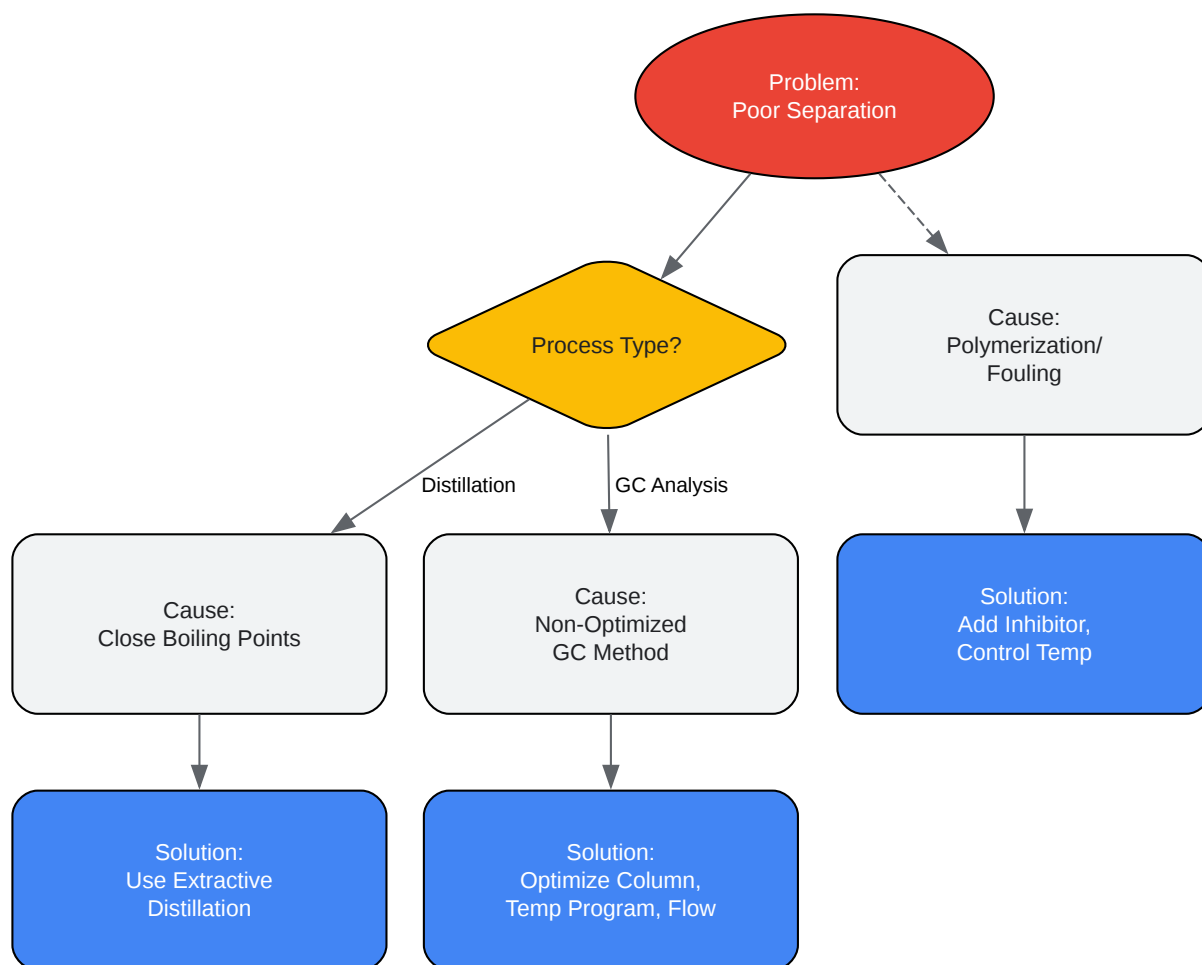 Problem:
Poor Separation
Process Type?
Cause:
Polymerization/
Fouling
Distillation
GC Analysis
Cause:
Close Boiling Points
Cause:
Non-Optimized
GC Method
Solution:
Add Inhibitor,
Control Temp
Solution:
Use Extractive
Distillation
Solution:
Optimize Column,
Temp Program, Flow